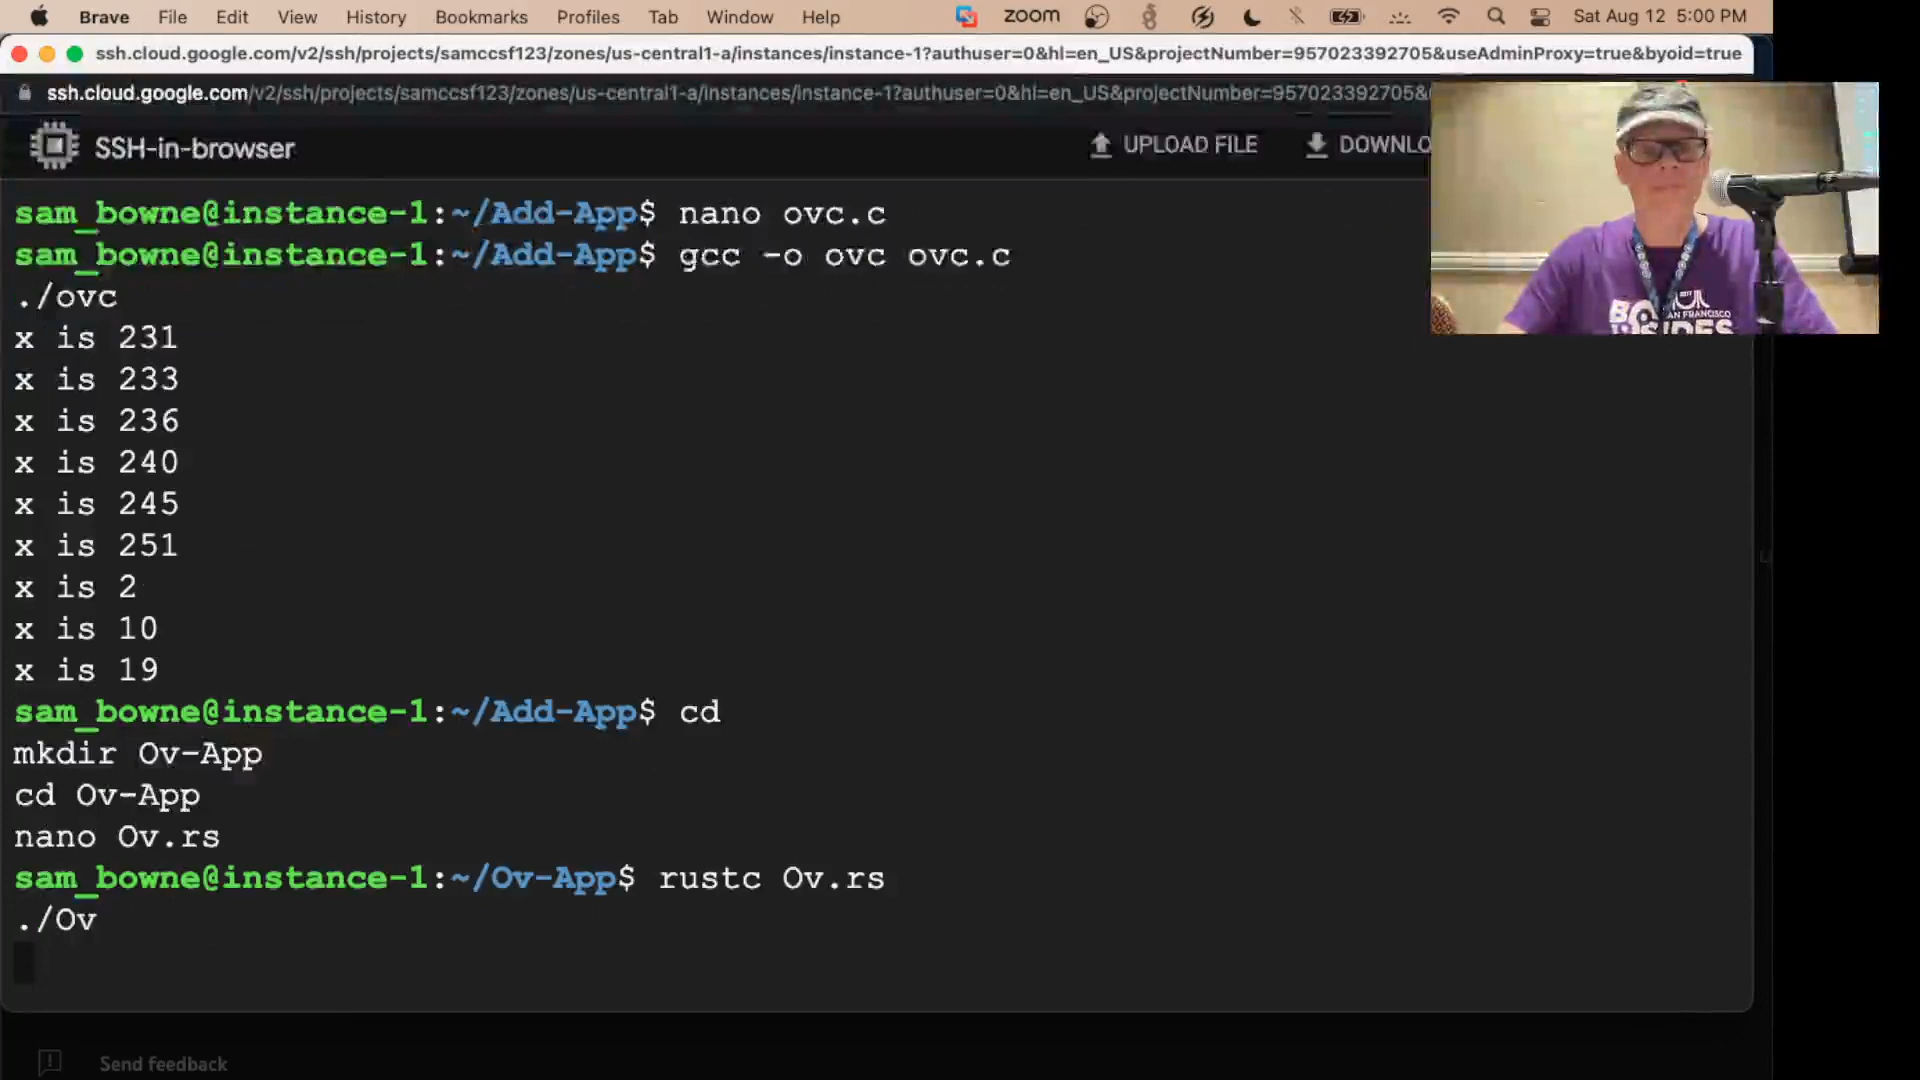 Brave File Edit View History Bookmarks Profiles Tab Window Help zoom Sat Aug 12 5:00 PM
ssh.cloud.google.com/v2/ssh/projects/samccsf123/zones/us-central1-a/instances/instance-1?authuser=0&hl=en_US&projectNumber=957023392705&useAdminProxy=true&byoid=true
ssh.cloud.google.com/v2/ssh/projects/samccsf123/zones/us-central1-a/instances/instance-1?authuser=0&hl=en_US&projectNumber=957023392705&
SSH-in-browser UPLOAD FILE DOWNLO
sam_bowne@instance-1:~/Add-App$ nano ovc.c
sam_bowne@instance-1:~/Add-App$ gcc -o ovc ovc.c
./ovc
x is 231
x is 233
x is 236
x is 240
x is 245
x is 251
x is 2
x is 10
x is 19
sam_bowne@instance-1:~/Add-App$ cd
mkdir Ov-App
cd Ov-App
nano Ov.rs
sam_bowne@instance-1:~/Ov-App$ rustc Ov.rs
./Ov
Send feedback